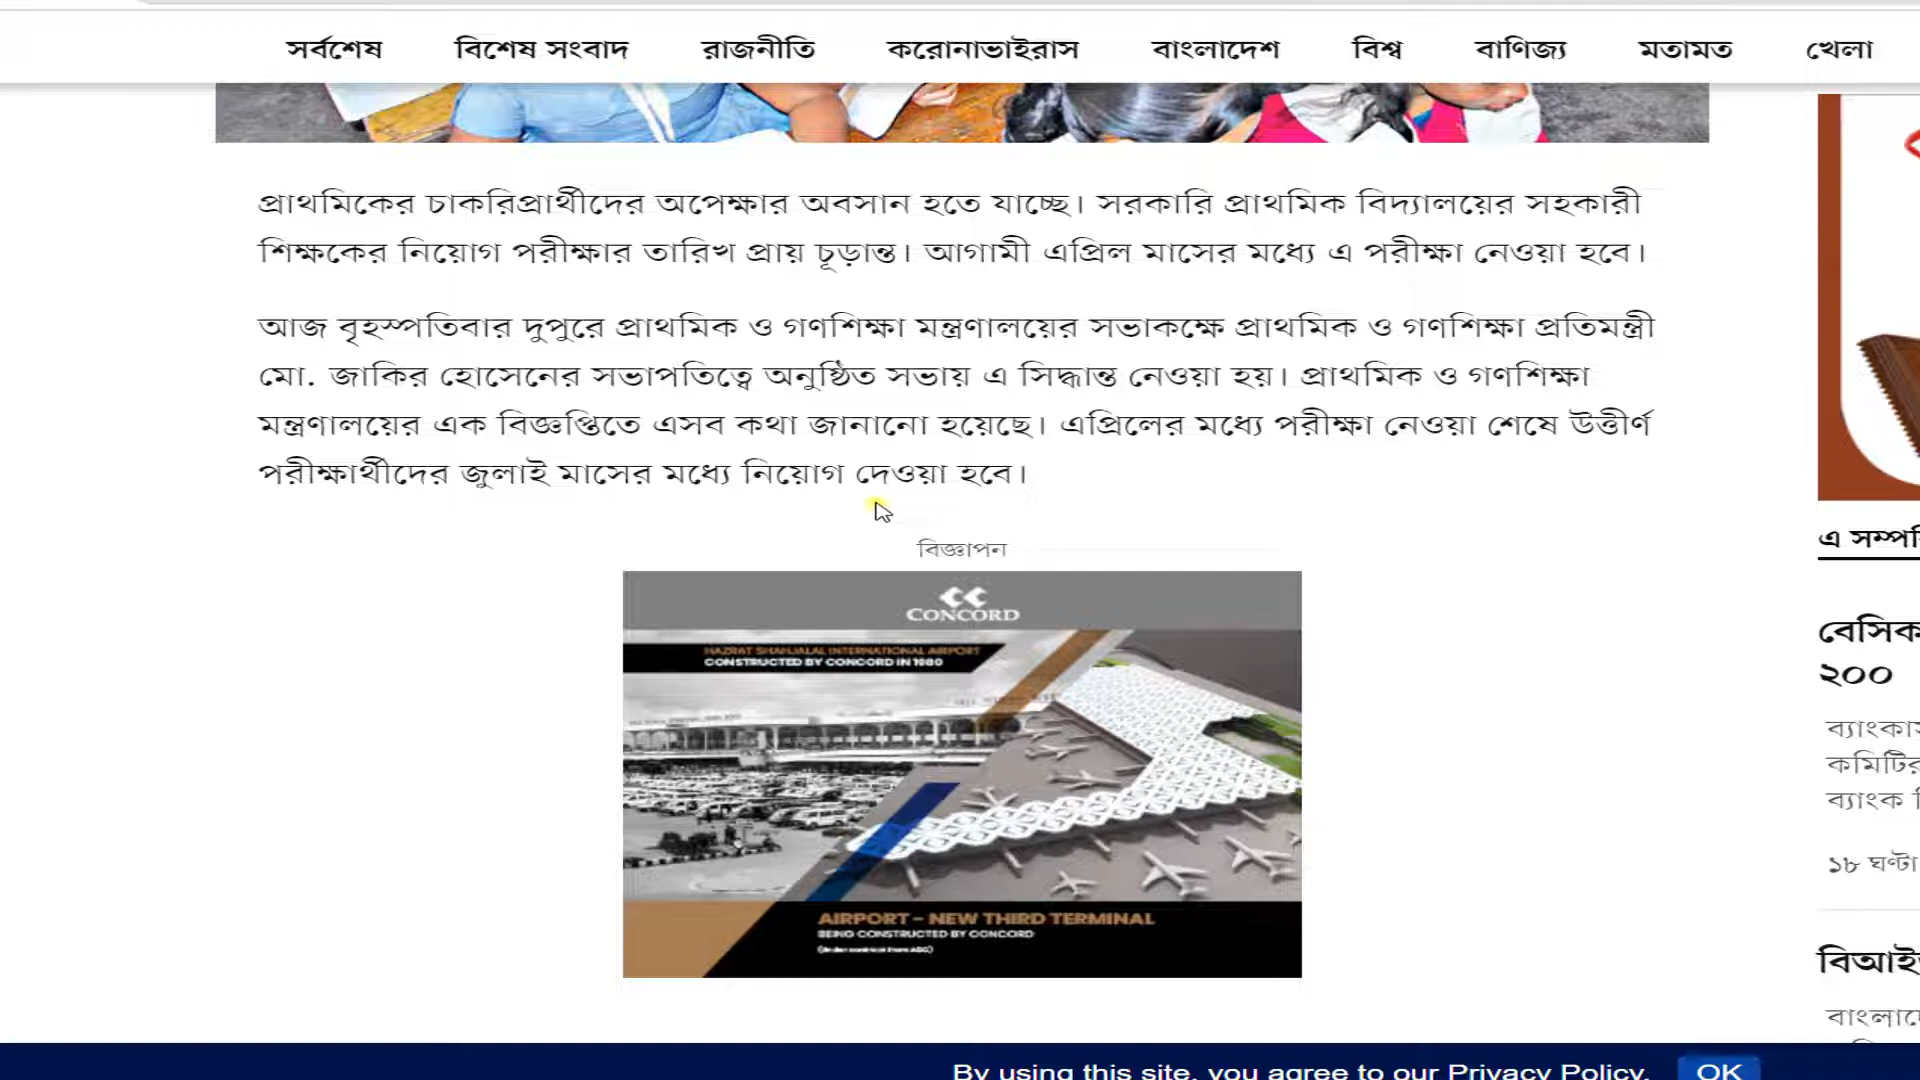 সর্বশেষ বিশেষ সংবাদ রাজনীতি করোনাভাইরাস বাংলাদেশ বিশ্ব বাণিজ্য মতামত খেলা
প্রাথমিকের চাকরিপ্রার্থীদের অপেক্ষার অবসান হতে যাচ্ছে। সরকারি প্রাথমিক বিদ্যালয়ের সহকারী
শিক্ষকের নিয়োগ পরীক্ষার তারিখ প্রায় চূড়ান্ত। আগামী এপ্রিল মাসের মধ্যে এ পরীক্ষা নেওয়া হবে।
আজ বৃহস্পতিবার দুপুরে প্রাথমিক ও গণশিক্ষা মন্ত্রণালয়ের সভাকক্ষে প্রাথমিক ও গণশিক্ষা প্রতিমন্ত্রী
মো. জাকির হোসেনের সভাপতিত্বে অনুষ্ঠিত সভায় এ সিদ্ধান্ত নেওয়া হয়। প্রাথমিক ও গণশিক্ষা
মন্ত্রণালয়ের এক বিজ্ঞপ্তিতে এসব কথা জানানো হয়েছে। এপ্রিলের মধ্যে পরীক্ষা নেওয়া শেষে উত্তীর্ণ
পরীক্ষার্থীদের জুলাই মাসের মধ্যে নিয়োগ দেওয়া হবে।
বিজ্ঞাপন
CONCORD
HAZRAT SHAHJALAL INTERNATIONAL AIRPORT
CONSTRUCTED BY CONCORD IN 1980
AIRPORT - NEW THIRD TERMINAL
BEING CONSTRUCTED BY CONCORD
এ
বেসিক
২০০
কমিটির
ব্যাংক
১৮ ঘণ্টা
By using this site, you agree to our Privacy Policy. OK